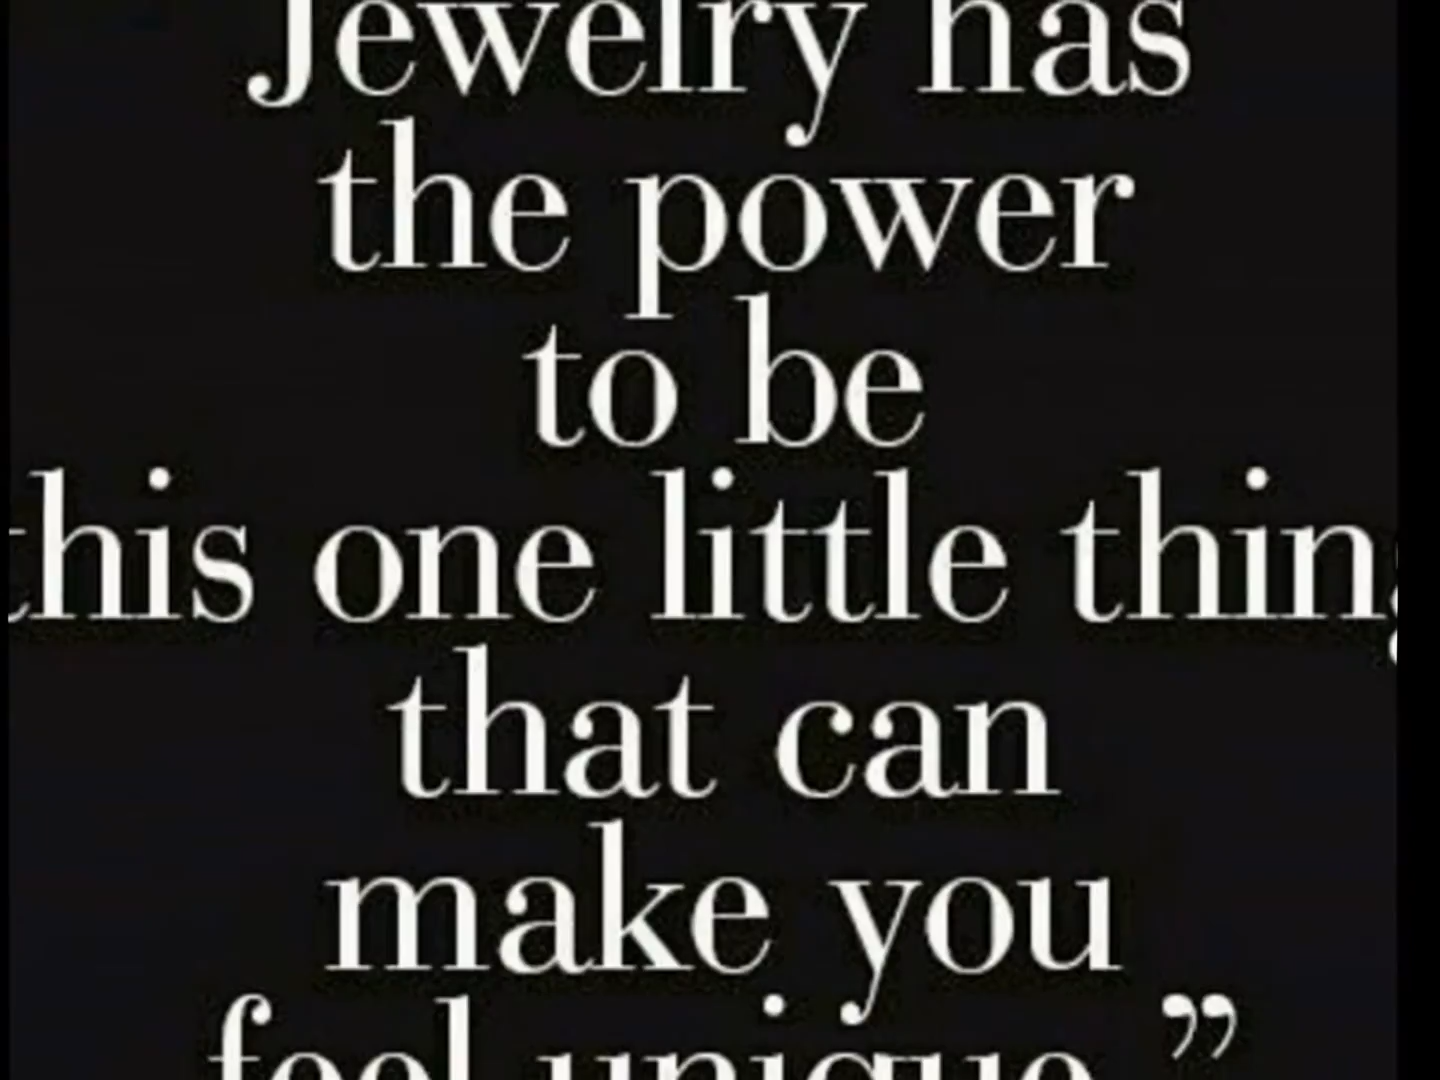 Jewelry has
the power
to be
this one little thing
that can
make you
feel unique.”